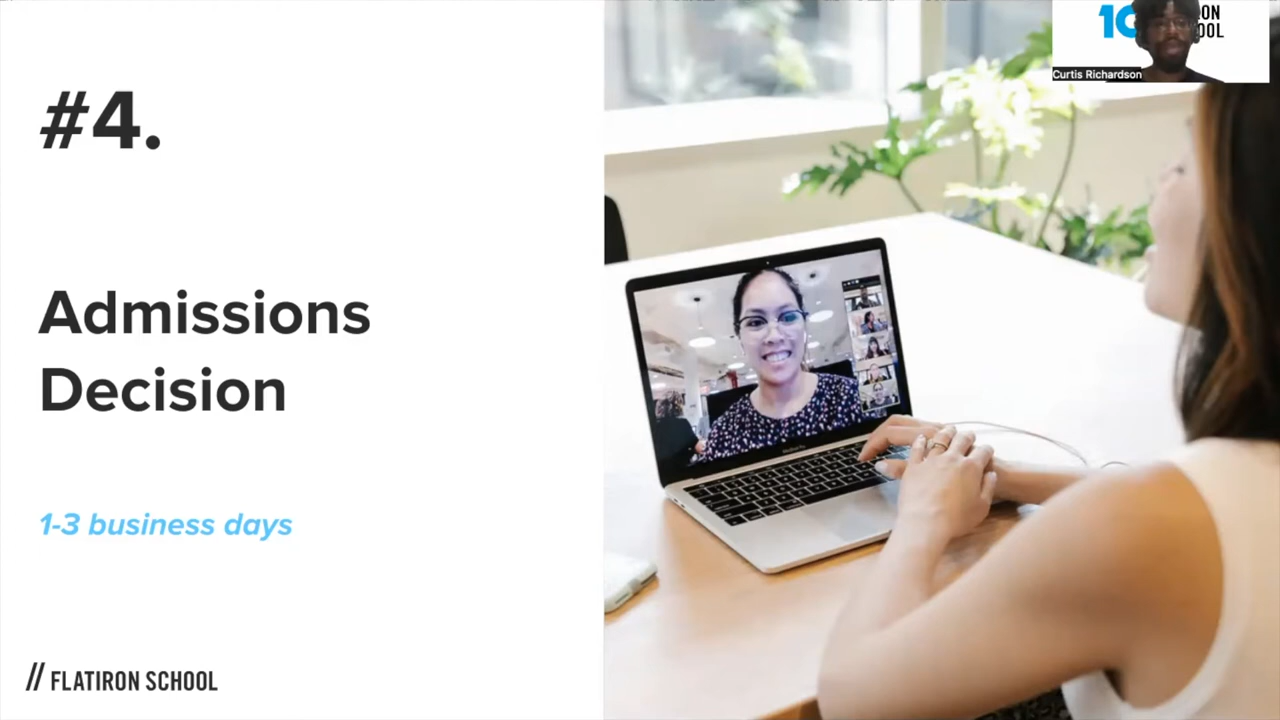 #4.
Admissions
Decision
1-3 business days
// FLATIRON SCHOOL
Curtis Richardson